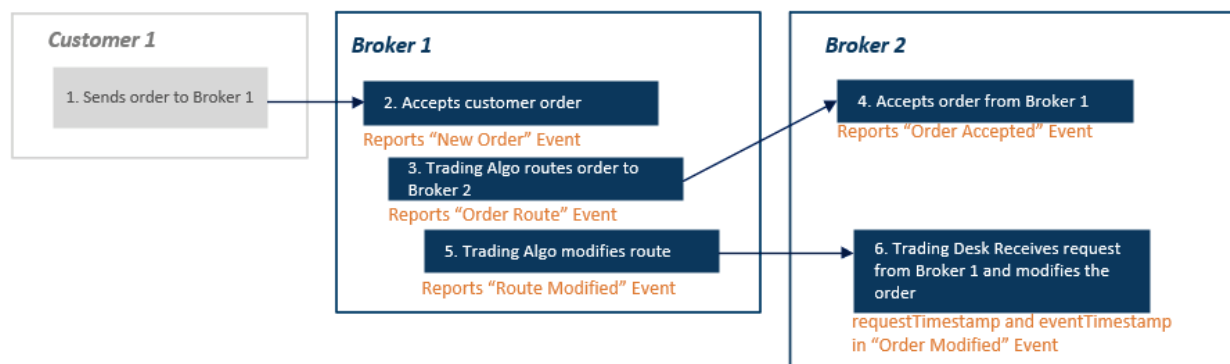 Customer 1
1. Sends order to Broker 1
Broker 1
2. Accepts customer order
Reports “New Order” Event
3. Trading Algo routes order to
Broker 2
Reports “Order Route” Event
5. Trading Algo modifies route
Reports “Route Modified” Event
Broker 2
4. Accepts order from Broker 1
Reports “Order Accepted” Event
6. Trading Desk Receives request
from Broker 1 and modifies the
order
requestTimestamp and eventTimestamp
in “Order Modified” Event